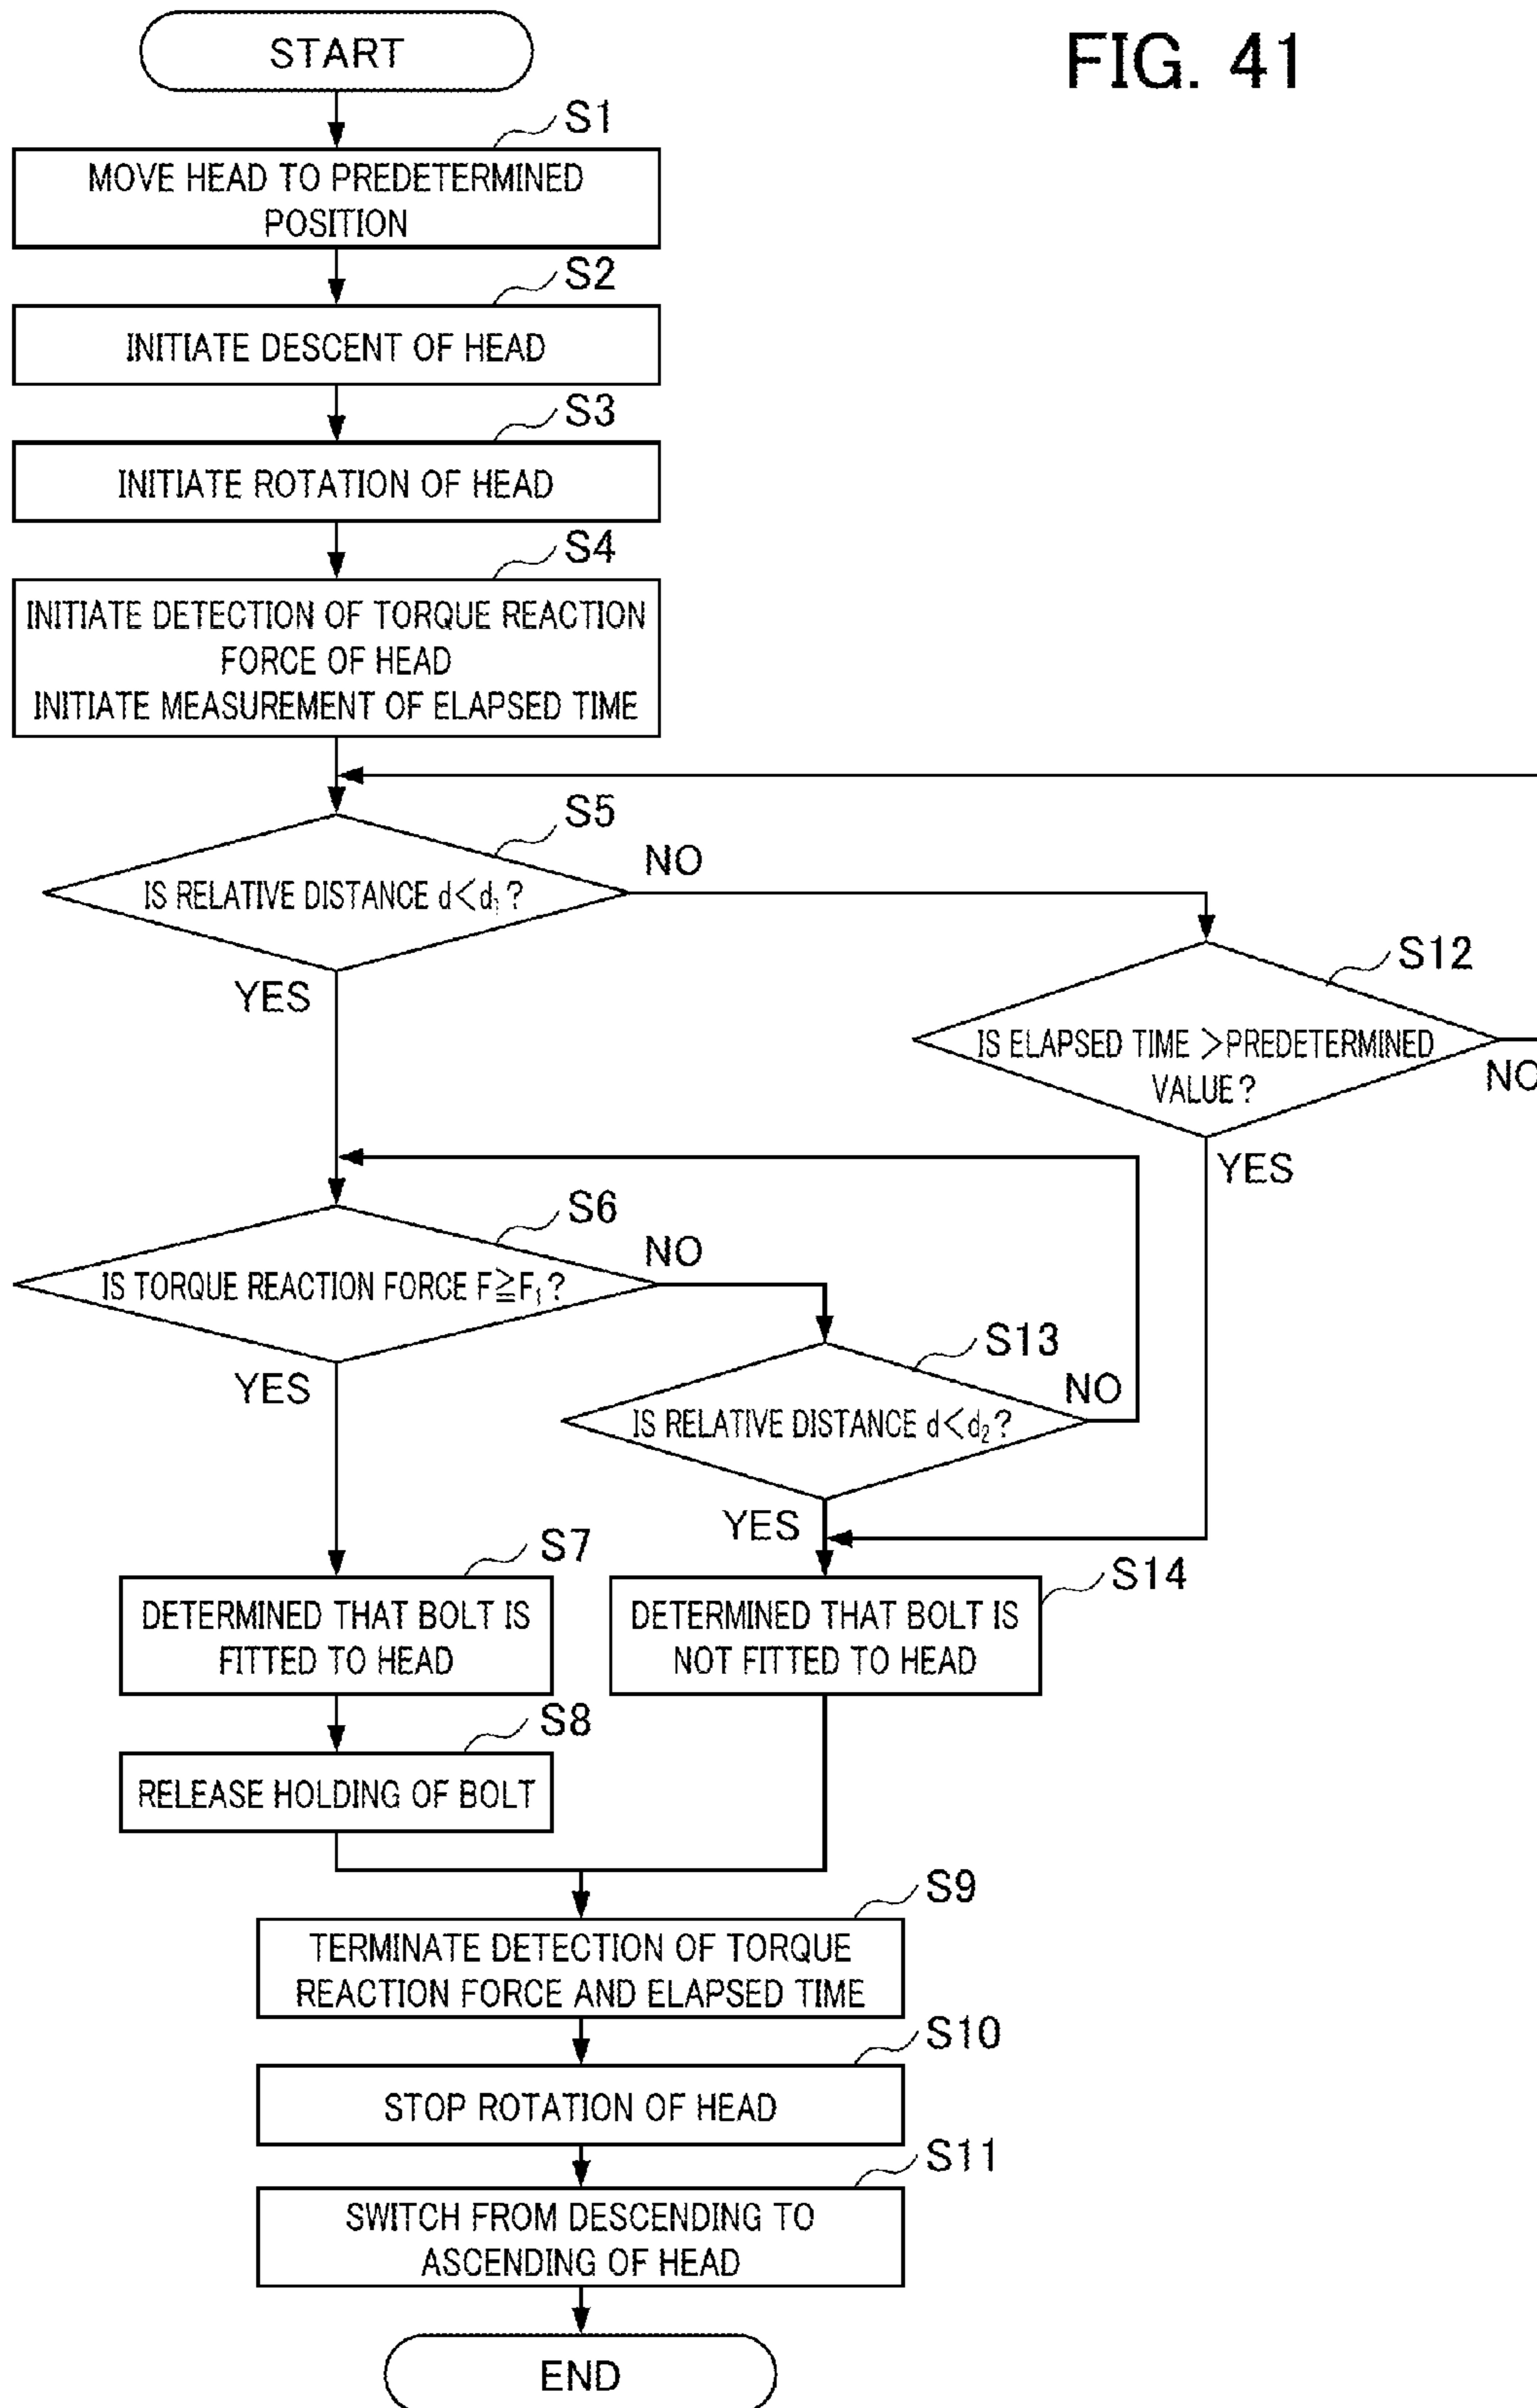 FIG. 41
START
S1
MOVE HEAD TO PREDETERMINED
POSITION
S2
INITIATE DESCENT OF HEAD
S3
INITIATE ROTATION OF HEAD
S4
INITIATE DETECTION OF TORQUE REACTION
FORCE OF HEAD
INITIATE MEASUREMENT OF ELAPSED TIME
S5
IS RELATIVE DISTANCE d<d₁?
NO
YES
S12
IS ELAPSED TIME >PREDETERMINED
VALUE?
NO
YES
S6
IS TORQUE REACTION FORCE F≧F₁?
NO
YES
S13
IS RELATIVE DISTANCE d<d₂?
NO
YES
S7
DETERMINED THAT BOLT IS
FITTED TO HEAD
S14
DETERMINED THAT BOLT IS
NOT FITTED TO HEAD
S8
RELEASE HOLDING OF BOLT
S9
TERMINATE DETECTION OF TORQUE
REACTION FORCE AND ELAPSED TIME
S10
STOP ROTATION OF HEAD
S11
SWITCH FROM DESCENDING TO
ASCENDING OF HEAD
END